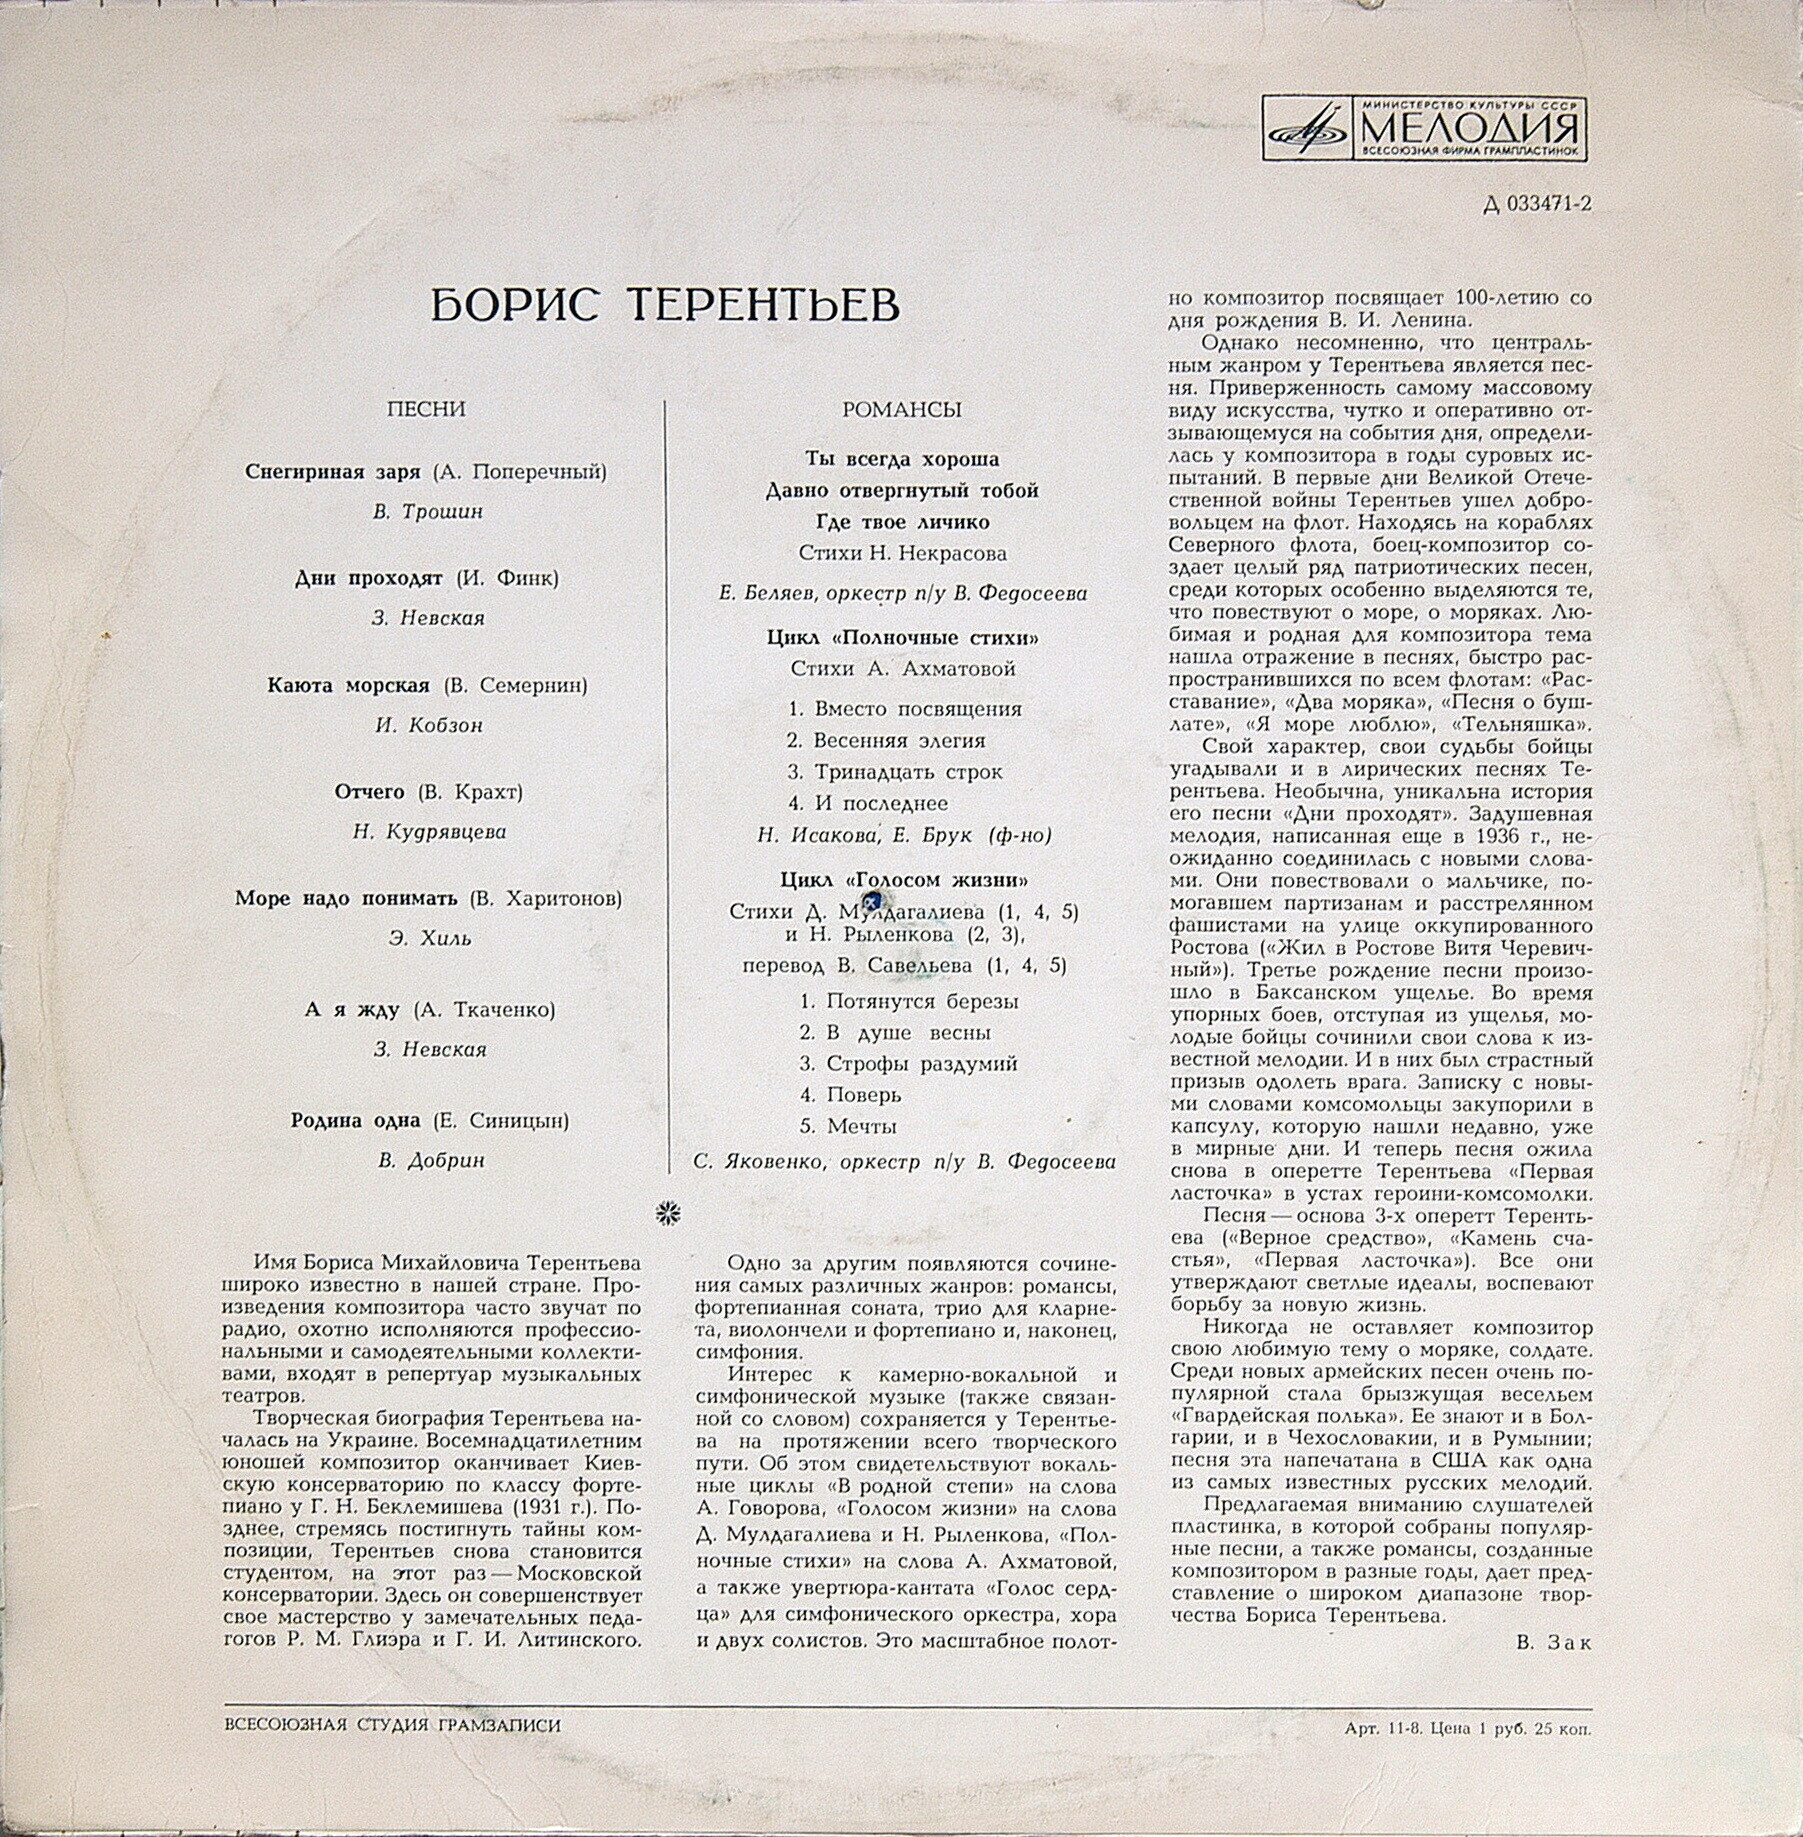 МИНИСТЕРСТВО КУЛЬТУРЫ СССР
МЕЛОДИЯ
ВСЕСОЮЗНАЯ ФИРМА ГРАМПЛАСТИНОК
Д 033471-2
БОРИС ТЕРЕНТЬЕВ
ПЕСНИ
Снегириная заря (А. Поперечный)
В. Трошин
Дни проходят (И. Финк)
З. Невская
Каюта морская (В. Семернин)
И. Кобзон
Отчего (В. Крахт)
Н. Кудрявцева
Море надо понимать (В. Харитонов)
Э. Хиль
А я жду (А. Ткаченко)
З. Невская
Родина одна (Е. Синицын)
В. Добрин
РОМАНСЫ
Ты всегда хороша
Давно отвергнутый тобой
Где твое личико
Стихи Н. Некрасова
Е. Беляев, оркестр п/у В. Федосеева
Цикл «Полночные стихи»
Стихи А. Ахматовой
1. Вместо посвящения
2. Весенняя элегия
3. Тринадцать строк
4. И последнее
Н. Исакова, Е. Брук (ф-но)
Цикл «Голосом жизни»
Стихи Д. Мулдагалиева (1, 4, 5)
и Н. Рыленкова (2, 3),
перевод В. Савельева (1, 4, 5)
1. Потянутся березы
2. В душе весны
3. Строфы раздумий
4. Поверь
5. Мечты
С. Яковенко, оркестр п/у В. Федосеева
Имя Бориса Михайловича Терентьева
широко известно в нашей стране. Про-
изведения композитора часто звучат по
радио, охотно исполняются профессио-
нальными и самодеятельными коллекти-
вами, входят в репертуар музыкальных
театров.
Творческая биография Терентьева на-
чалась на Украине. Восемнадцатилетним
юношей композитор оканчивает Киев-
скую консерваторию по классу форте-
пиано у Г. Н. Беклемишева (1931 г.). По-
зднее, стремясь постигнуть тайны ком-
позиции, Терентьев снова становится
студентом, на этот раз — Московской
консерватории. Здесь он совершенствует
свое мастерство у замечательных педа-
гогов Р. М. Глиэра и Г. И. Литинского.
Одно за другим появляются сочине-
ния самых различных жанров: романсы,
фортепианная соната, трио для кларне-
та, виолончели и фортепиано и, наконец,
симфония.
Интерес к камерно-вокальной и
симфонической музыке (также связан-
ной со словом) сохраняется у Терентье-
ва на протяжении всего творческого
пути. Об этом свидетельствуют вокаль-
ные циклы «В родной степи» на слова
А. Говорова, «Голосом жизни» на слова
Д. Мулдагалиева и Н. Рыленкова, «Пол-
ночные стихи» на слова А. Ахматовой,
а также увертюра-кантата «Голос серд-
ца» для симфонического оркестра, хора
и двух солистов. Это масштабное полот-
но композитор посвящает 100-летию со
дня рождения В. И. Ленина.
Однако несомненно, что централь-
ным жанром у Терентьева является пес-
ня. Приверженность самому массовому
виду искусства, чутко и оперативно от-
зывающемуся на события дня, определи-
лась у композитора в годы суровых ис-
пытаний. В первые дни Великой Отече-
ственной войны Терентьев ушел добро-
вольцем на флот. Находясь на кораблях
Северного флота, боец-композитор со-
здает целый ряд патриотических песен,
среди которых особенно выделяются те,
что повествуют о море, о моряках. Лю-
бимая и родная для композитора тема
нашла отражение в песнях, быстро рас-
пространившихся по всем флотам: «Рас-
ставание», «Два моряка», «Песня о буш-
лате», «Я море люблю», «Тельняшка».
Свой характер, свои судьбы бойцы
угадывали и в лирических песнях Те-
рентьева. Необычна, уникальна история
его песни «Дни проходят». Задушевная
мелодия, написанная еще в 1936 г., не-
ожиданно соединилась с новыми слова-
ми. Они повествовали о мальчике, по-
могавшем партизанам и расстрелянном
фашистами на улице оккупированного
Ростова («Жил в Ростове Витя Черевич-
ный»). Третье рождение песни произо-
шло в Баксанском ущелье. Во время
упорных боев, отступая из ущелья, мо-
лодые бойцы сочинили свои слова к из-
вестной мелодии. И в них был страстный
призыв одолеть врага. Записку с новы-
ми словами комсомольцы закупорили в
капсулу, которую нашли недавно, уже
в мирные дни. И теперь песня ожила
снова в оперетте Терентьева «Первая
ласточка» в устах героини-комсомолки.
Песня — основа 3-х оперетт Теренть-
ева («Верное средство», «Камень сча-
стья», «Первая ласточка»). Все они
утверждают светлые идеалы, воспевают
борьбу за новую жизнь.
Никогда не оставляет композитор
свою любимую тему о моряке, солдате.
Среди новых армейских песен очень по-
пулярной стала брызжущая весельем
«Гвардейская полька». Ее знают и в Бол-
гарии, и в Чехословакии, и в Румынии;
песня эта напечатана в США как одна
из самых известных русских мелодий.
Предлагаемая вниманию слушателей
пластинка, в которой собраны популяр-
ные песни, а также романсы, созданные
композитором в разные годы, дает пред-
ставление о широком диапазоне твор-
чества Бориса Терентьева.
В. Зак
ВСЕСОЮЗНАЯ СТУДИЯ ГРАМЗАПИСИ
Арт. 11-8. Цена 1 руб. 25 коп.